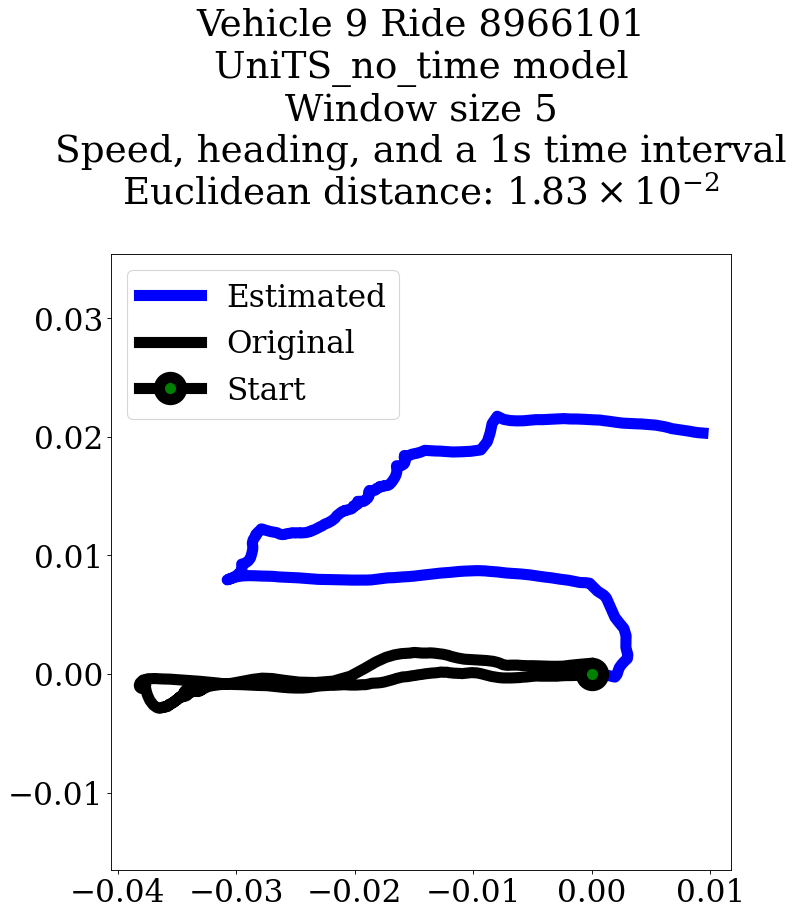 Vehicle 9 Ride 8966101
UniTS_no_time model
Window size 5
Speed, heading, and a 1s time interval
Euclidean distance: 1.83 × 10⁻²
Estimated
Original
Start
0.03
0.02
0.01
0.00
−0.01
−0.04 −0.03 −0.02 −0.01 0.00 0.01